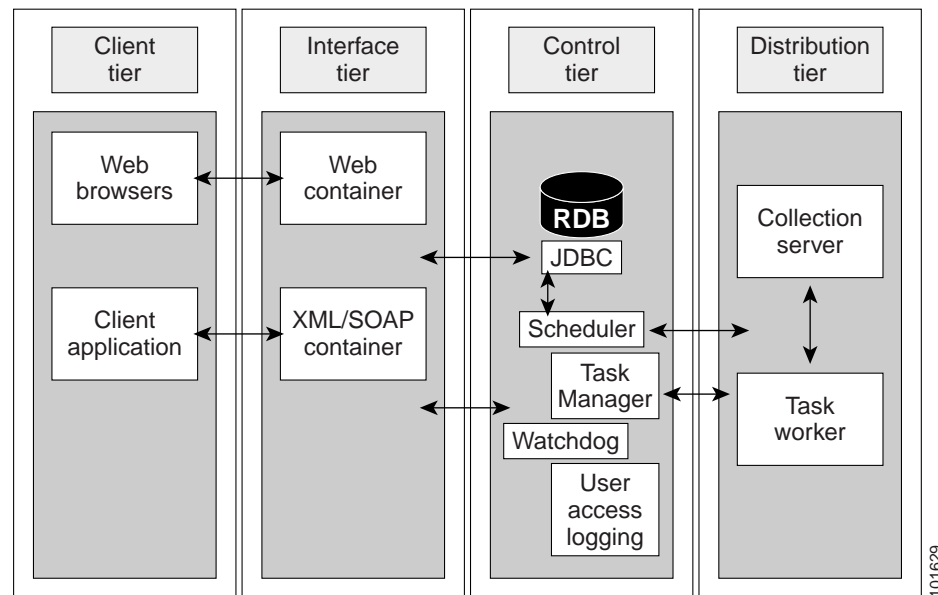 Client
tier
Interface
tier
Control
tier
Distribution
tier
Web
browsers
Web
container
Client
application
XML/SOAP
container
RDB
JDBC
Scheduler
Task
Manager
Watchdog
User
access
logging
Collection
server
Task
worker
101629